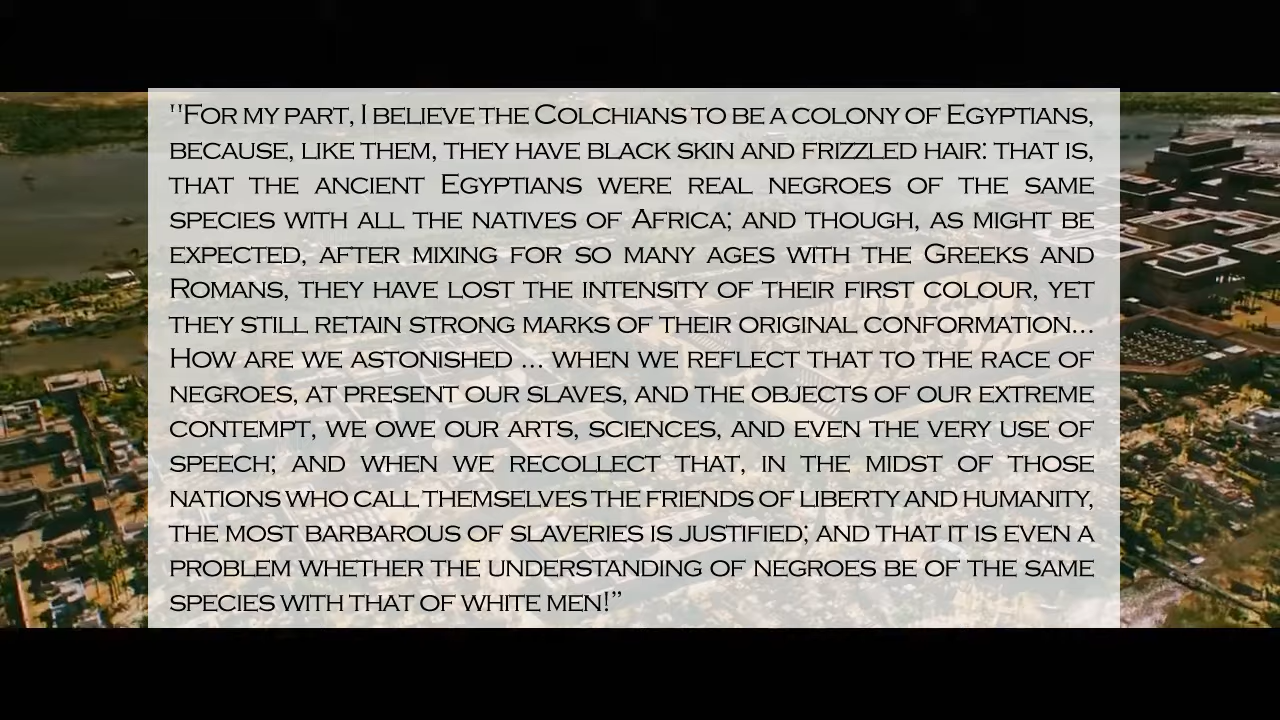 "For my part, I believe the Colchians to be a colony of Egyptians,
because, like them, they have black skin and frizzled hair: that is,
that the ancient Egyptians were real negroes of the same
species with all the natives of Africa; and though, as might be
expected, after mixing for so many ages with the Greeks and
Romans, they have lost the intensity of their first colour, yet
they still retain strong marks of their original conformation...
How are we astonished ... when we reflect that to the race of
negroes, at present our slaves, and the objects of our extreme
contempt, we owe our arts, sciences, and even the very use of
speech; and when we recollect that, in the midst of those
nations who call themselves the friends of liberty and humanity,
the most barbarous of slaveries is justified; and that it is even a
problem whether the understanding of negroes be of the same
species with that of white men!”